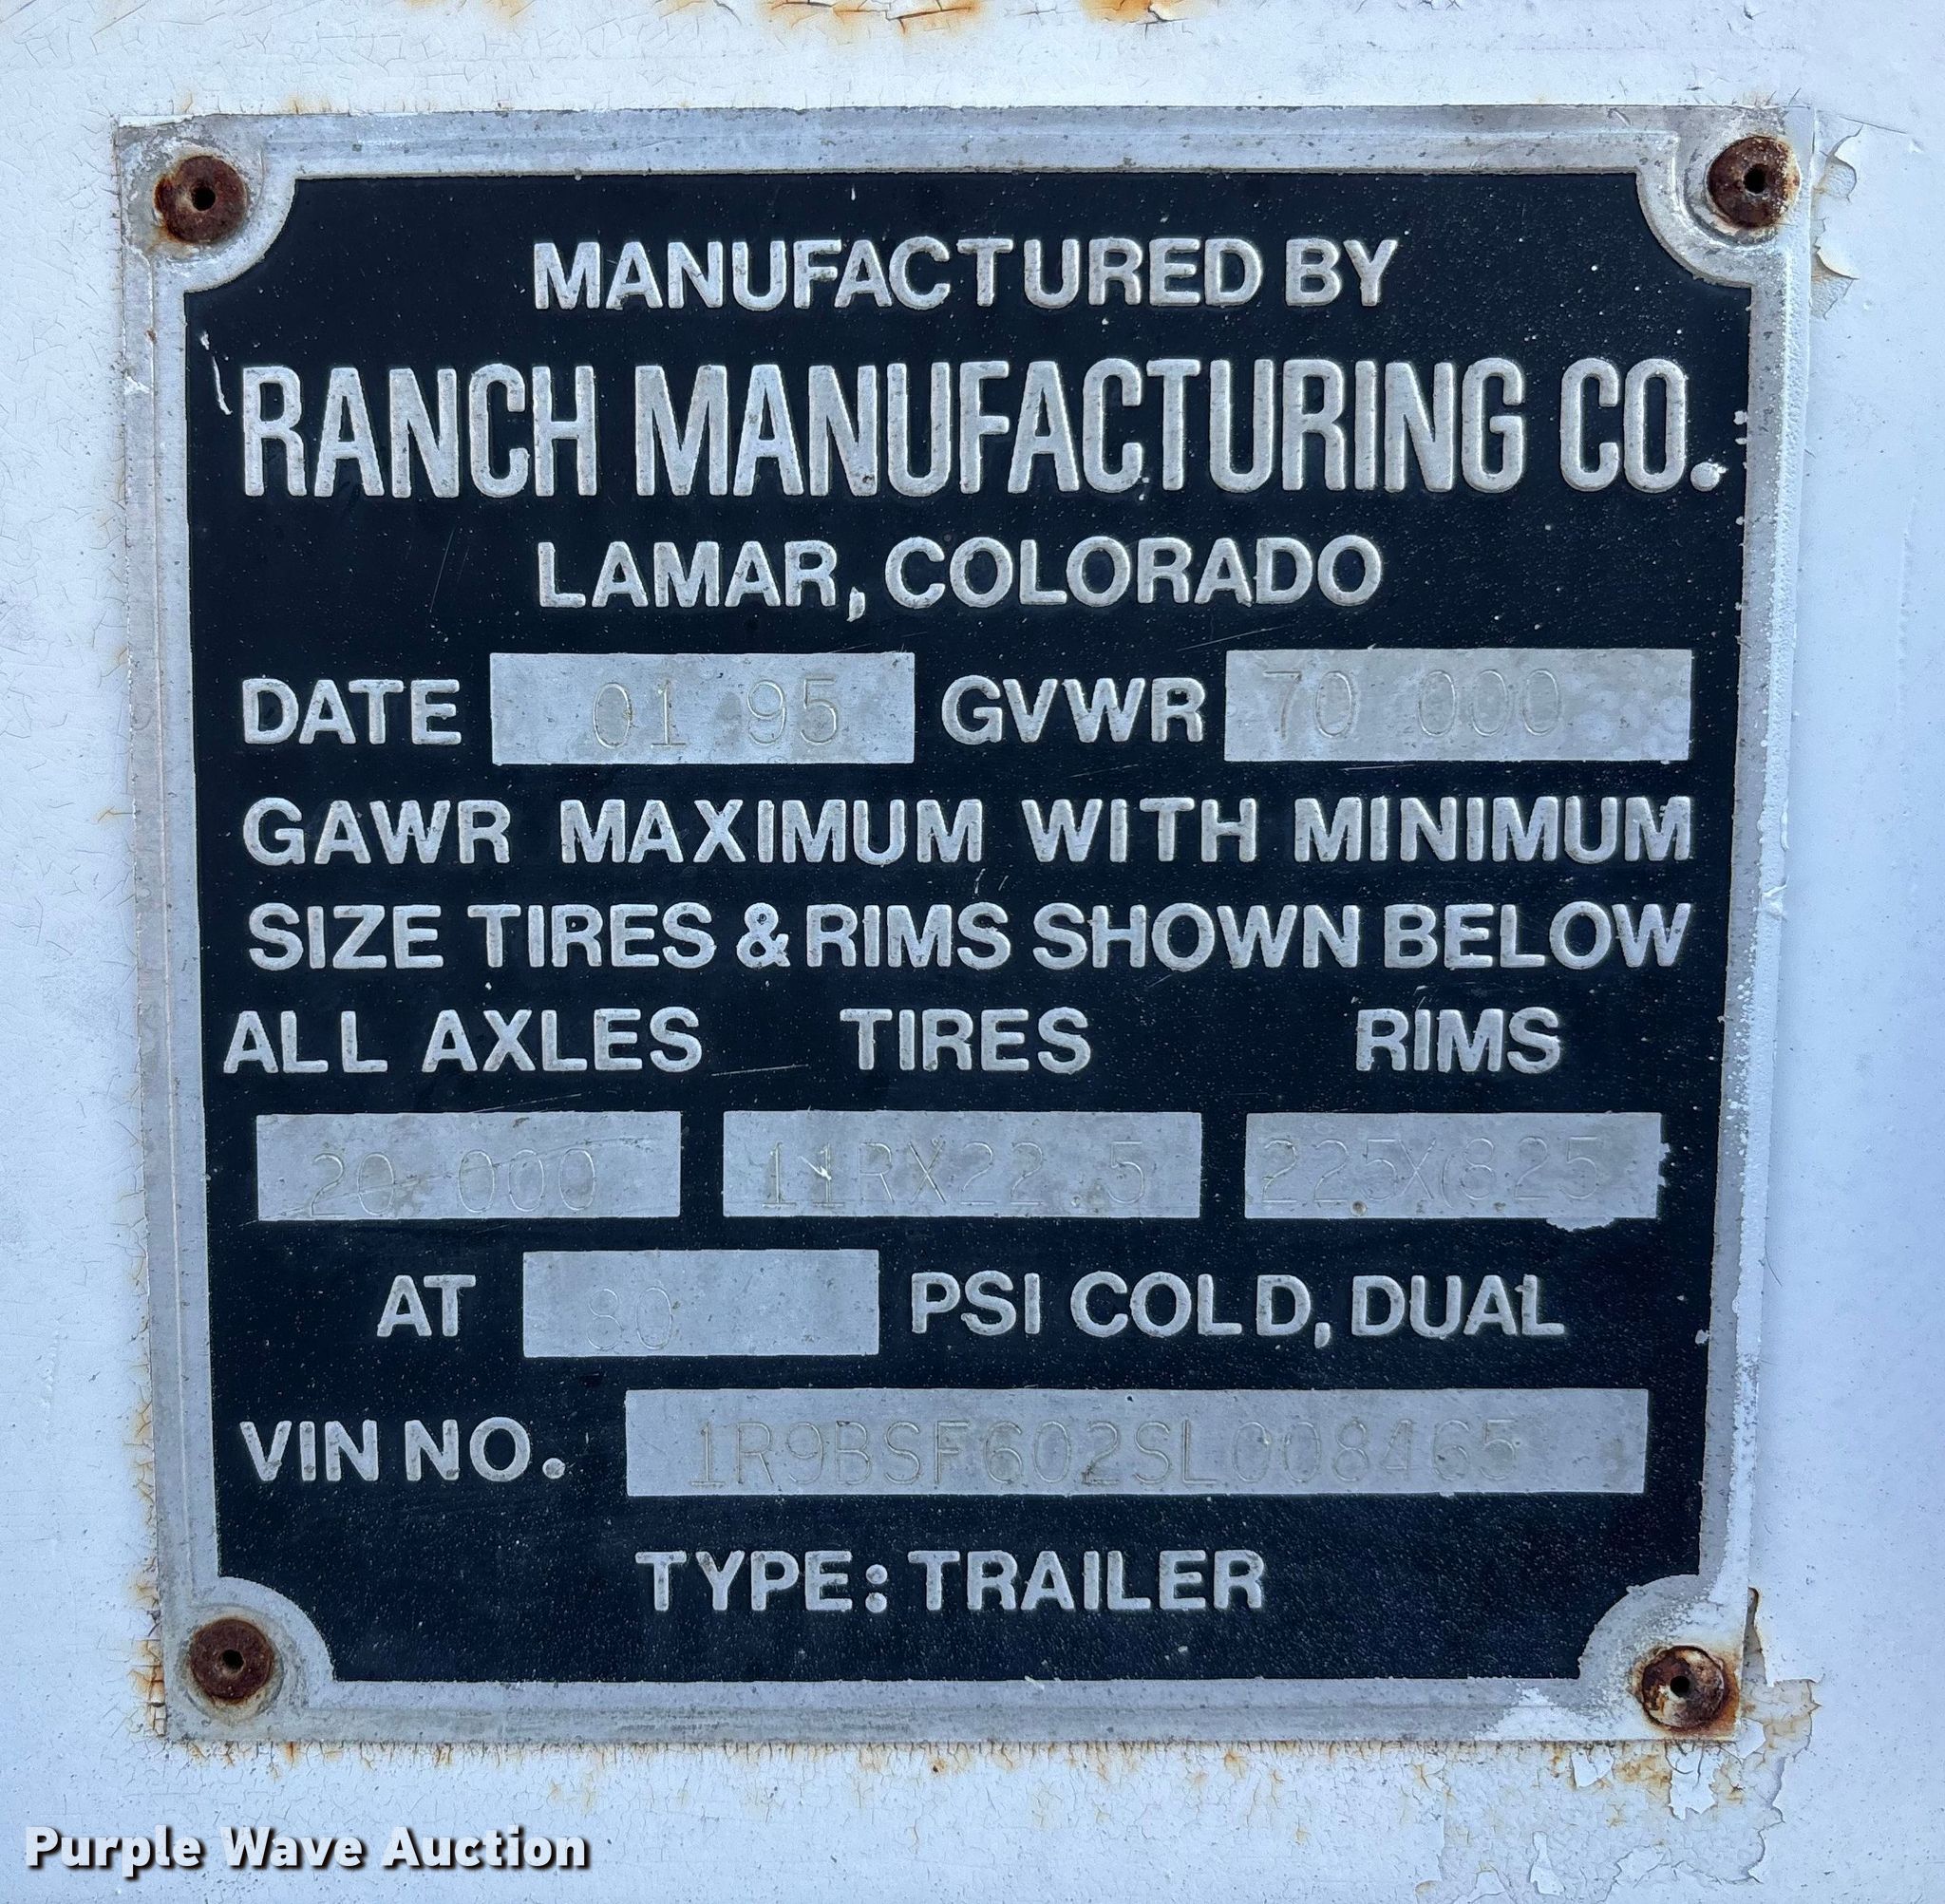 MANUFACTURED BY
RANCH MANUFACTURING CO.
LAMAR, COLORADO
DATE 01 95 GVWR 70 000
GAWR MAXIMUM WITH MINIMUM
SIZE TIRES & RIMS SHOWN BELOW
ALL AXLES TIRES RIMS
20 000 11RX22.5 225X825
AT 80 PSI COLD, DUAL
VIN NO. 1R9BSF602SL008465
TYPE: TRAILER
Purple Wave Auction